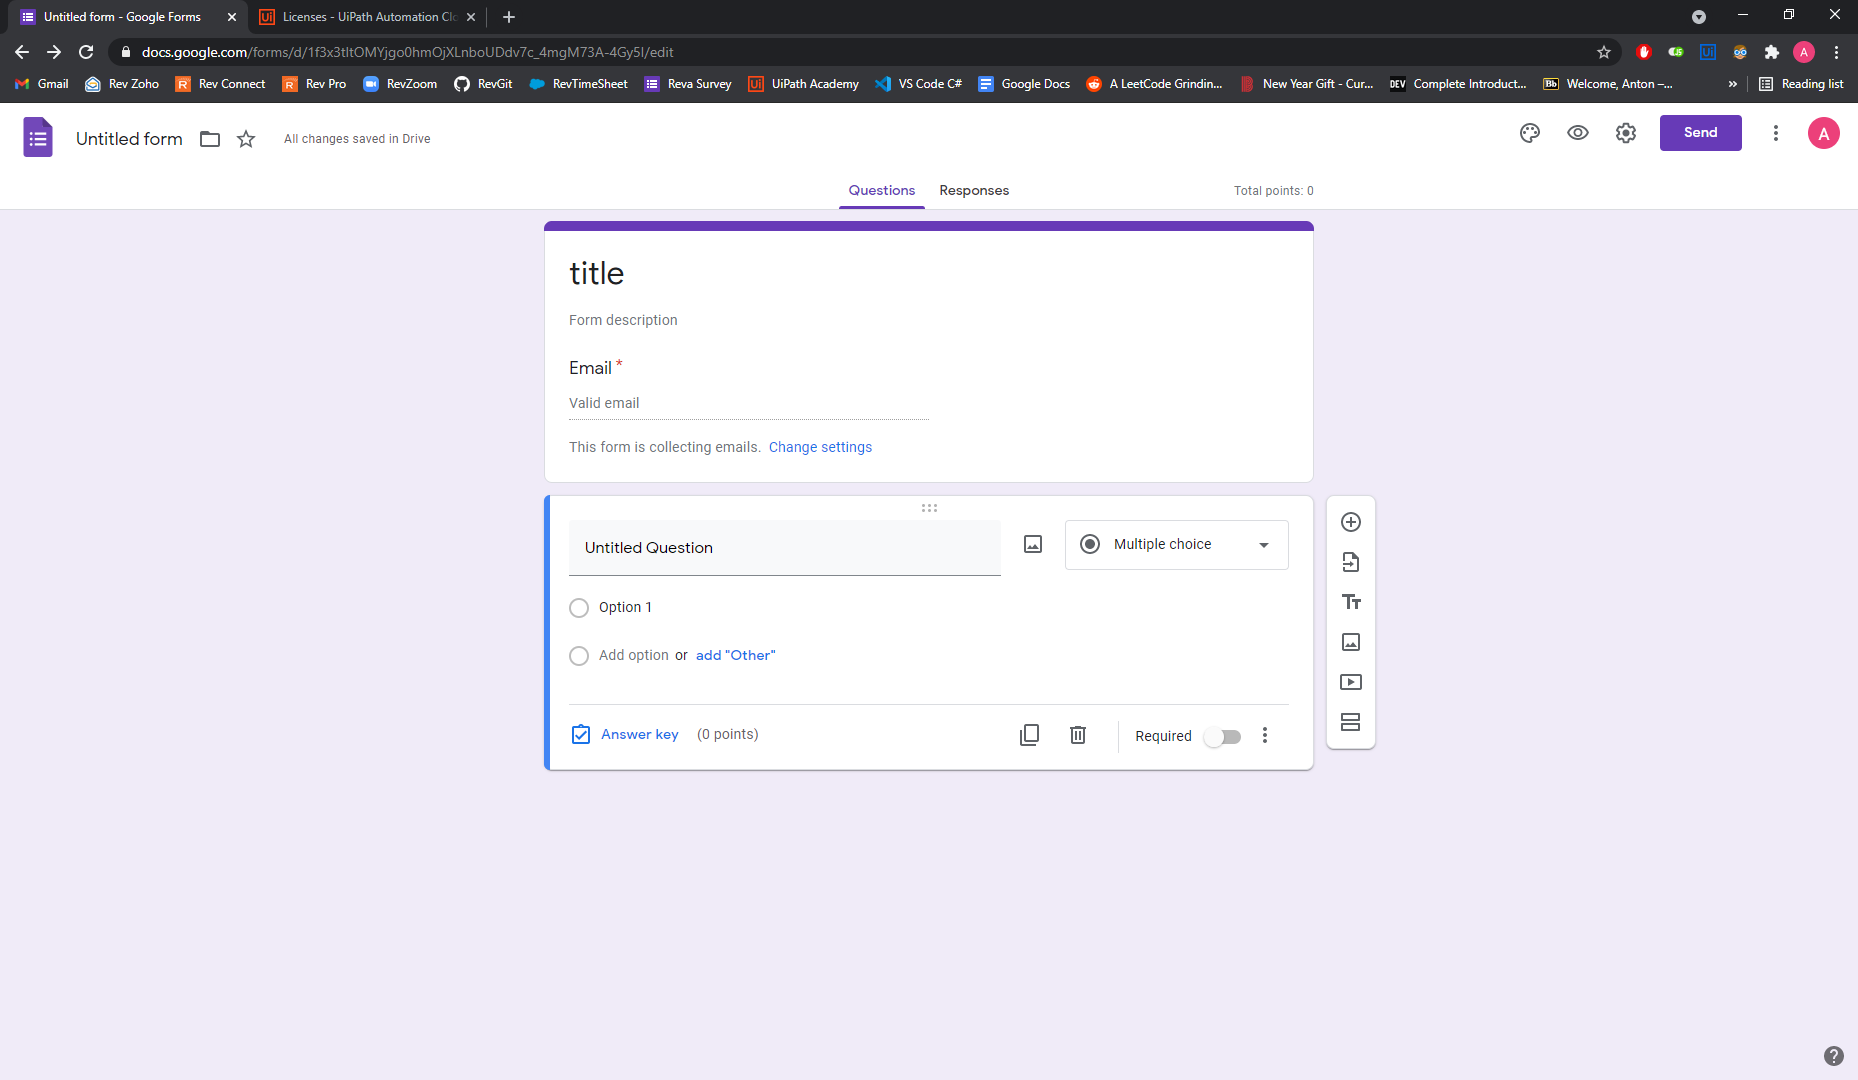 Untitled form - Google Forms
Licenses - UiPath Automation Clo
docs.google.com/forms/d/1f3x3tItOMYjgo0hmOjXLnboUDdv7c_4mgM73A-4Gy5I/edit
A
Gmail Rev Zoho Rev Connect Rev Pro RevZoom RevGit RevTimeSheet Reva Survey UiPath Academy VS Code C# Google Docs A LeetCode Grindin... New Year Gift - Cur... DEV Complete Introduct... Bb Welcome, Anton –... » Reading list
Untitled form All changes saved in Drive Send A
Questions Responses Total points: 0
title
Form description
Email *
Valid email
This form is collecting emails. Change settings
Untitled Question Multiple choice
Option 1
Add option or add "Other"
Answer key (0 points) Required